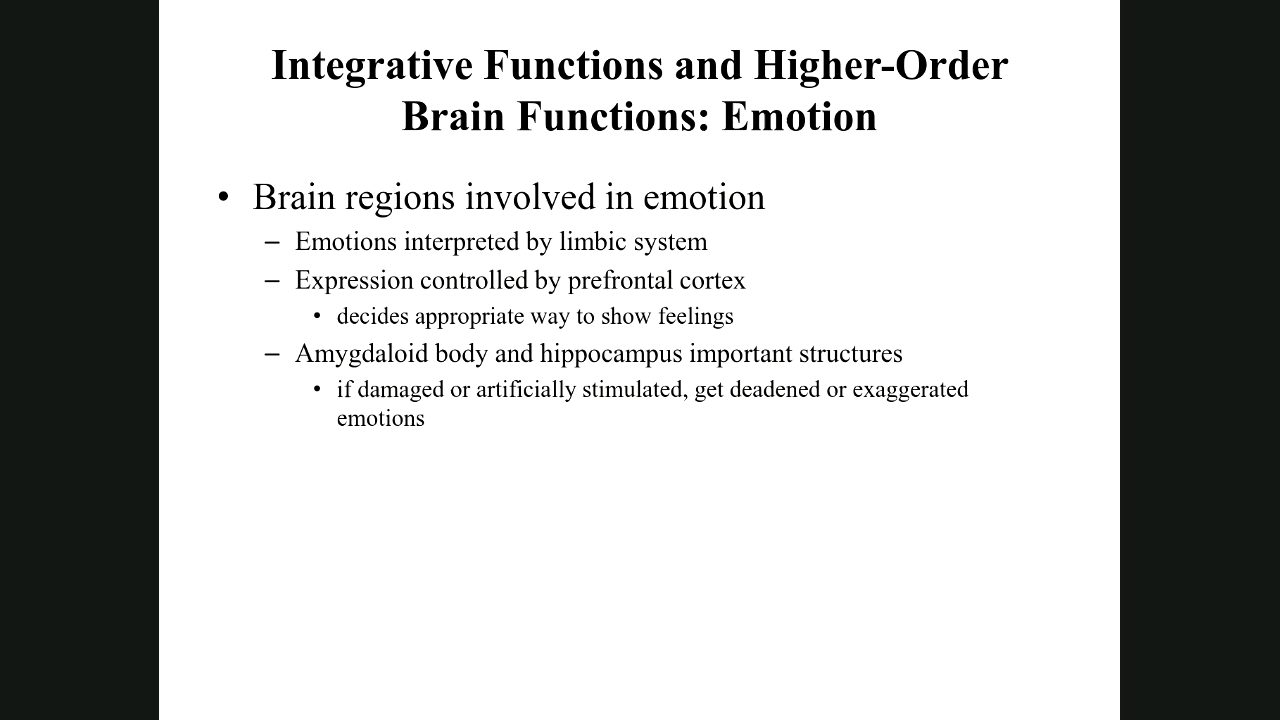 Integrative Functions and Higher-Order
Brain Functions: Emotion
• Brain regions involved in emotion
– Emotions interpreted by limbic system
– Expression controlled by prefrontal cortex
• decides appropriate way to show feelings
– Amygdaloid body and hippocampus important structures
• if damaged or artificially stimulated, get deadened or exaggerated
emotions